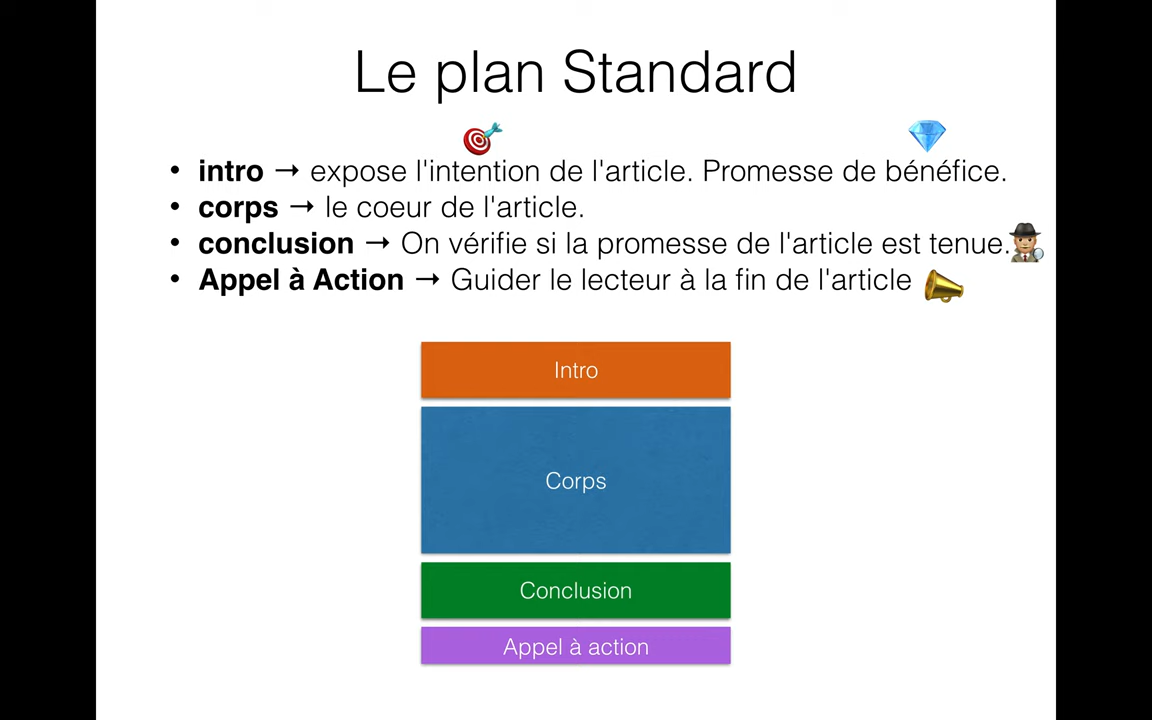 Le plan Standard
• intro → expose l'intention de l'article. Promesse de bénéfice.
• corps → le coeur de l'article.
• conclusion → On vérifie si la promesse de l'article est tenue.
• Appel à Action → Guider le lecteur à la fin de l'article
Intro
Corps
Conclusion
Appel à action